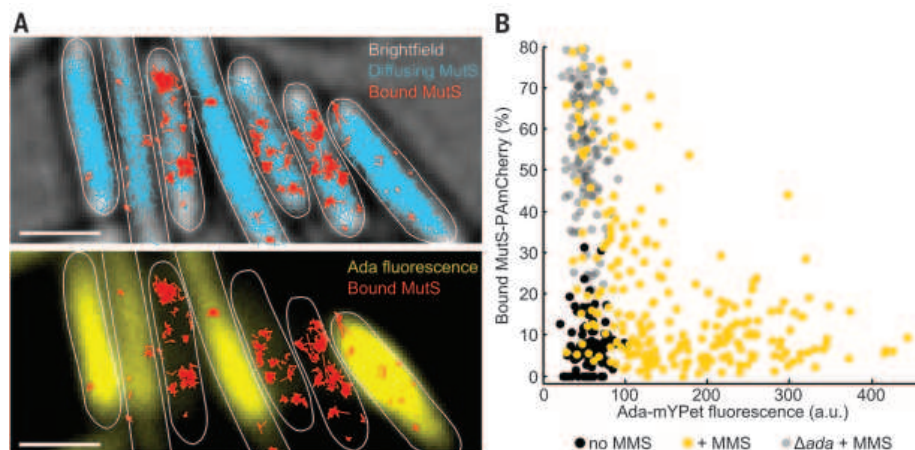 A
Brightfield
Diffusing MutS
Bound MutS
Ada fluorescence
Bound MutS
B
Bound MutS-PAmCherry (%)
80
70
60
50
40
30
20
10
0
0 100 200 300 400
Ada-mYPet fluorescence (a.u.)
no MMS + MMS Δada + MMS